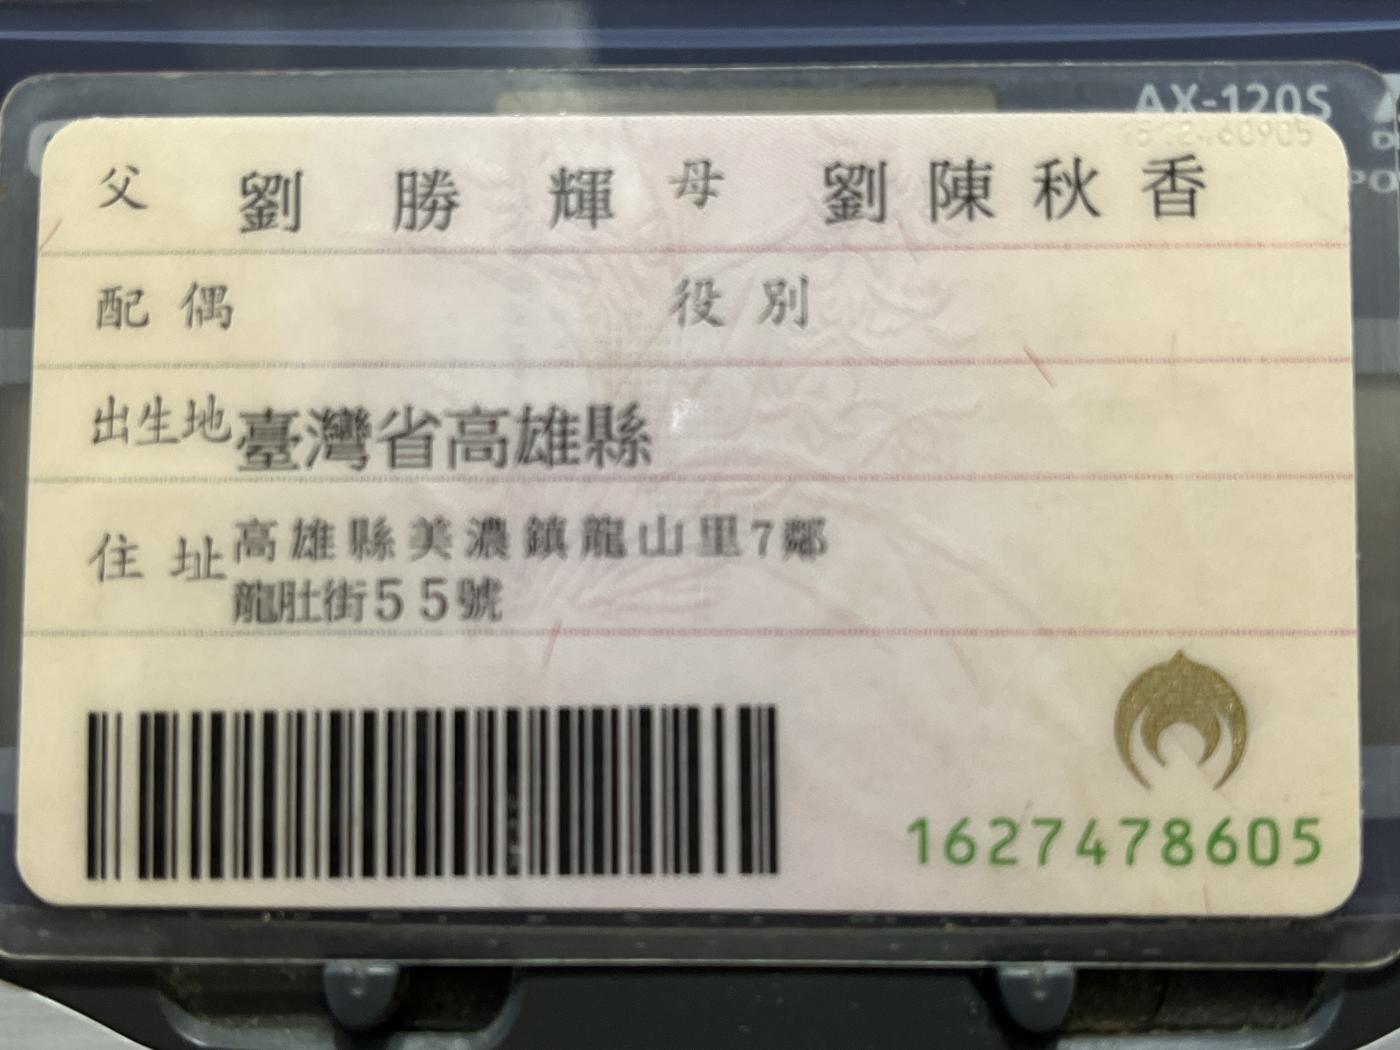 AX-120S
父 劉 勝 輝 母 劉 陳 秋 香
配 偶 役 別
出生地 臺灣省高雄縣
住 址 高雄縣美濃鎮龍山里7鄰
龍肚街55號
1627478605